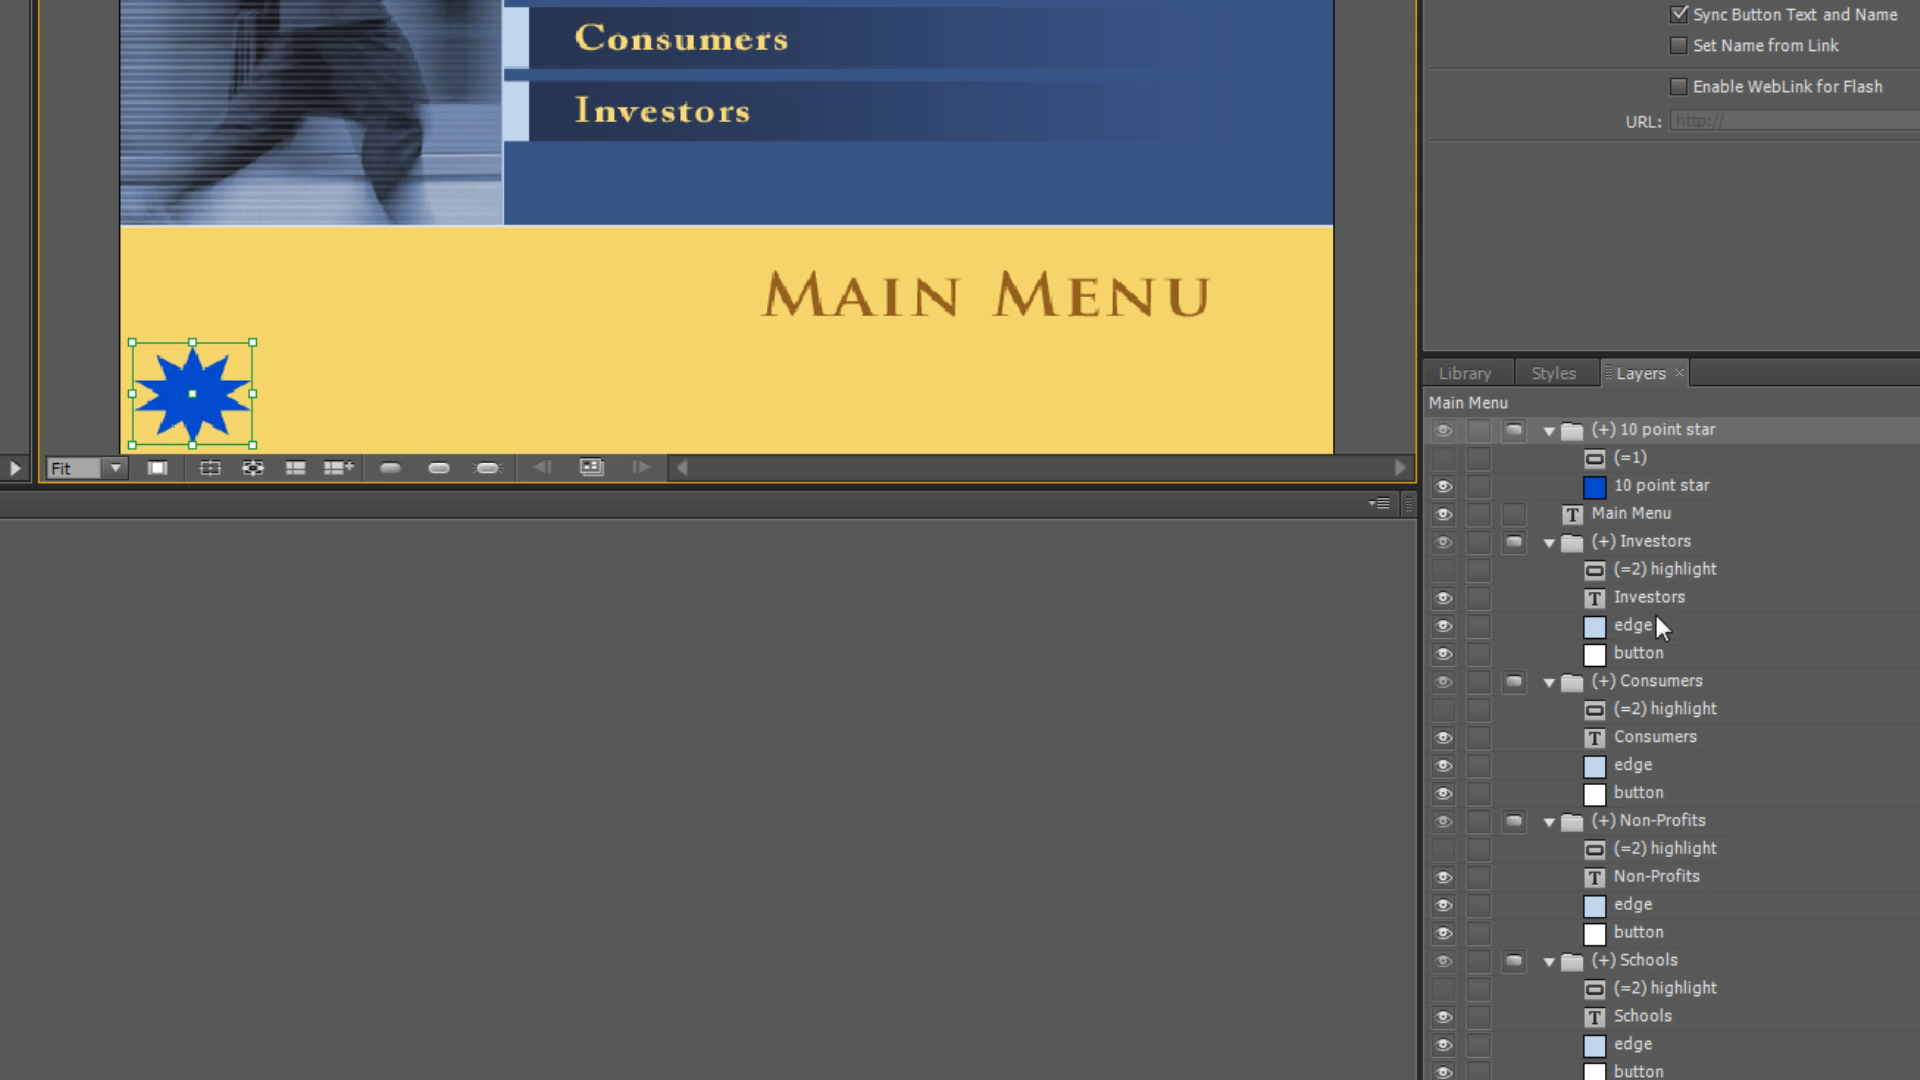 Consumers
Investors
MAIN MENU
Fit
Sync Button Text and Name
Set Name from Link
Enable WebLink for Flash
URL: http://
Library Styles Layers ×
Main Menu
(+) 10 point star
(=1)
10 point star
T Main Menu
(+) Investors
(=2) highlight
T Investors
edge
button
(+) Consumers
(=2) highlight
T Consumers
edge
button
(+) Non-Profits
(=2) highlight
T Non-Profits
edge
button
(+) Schools
(=2) highlight
T Schools
edge
button